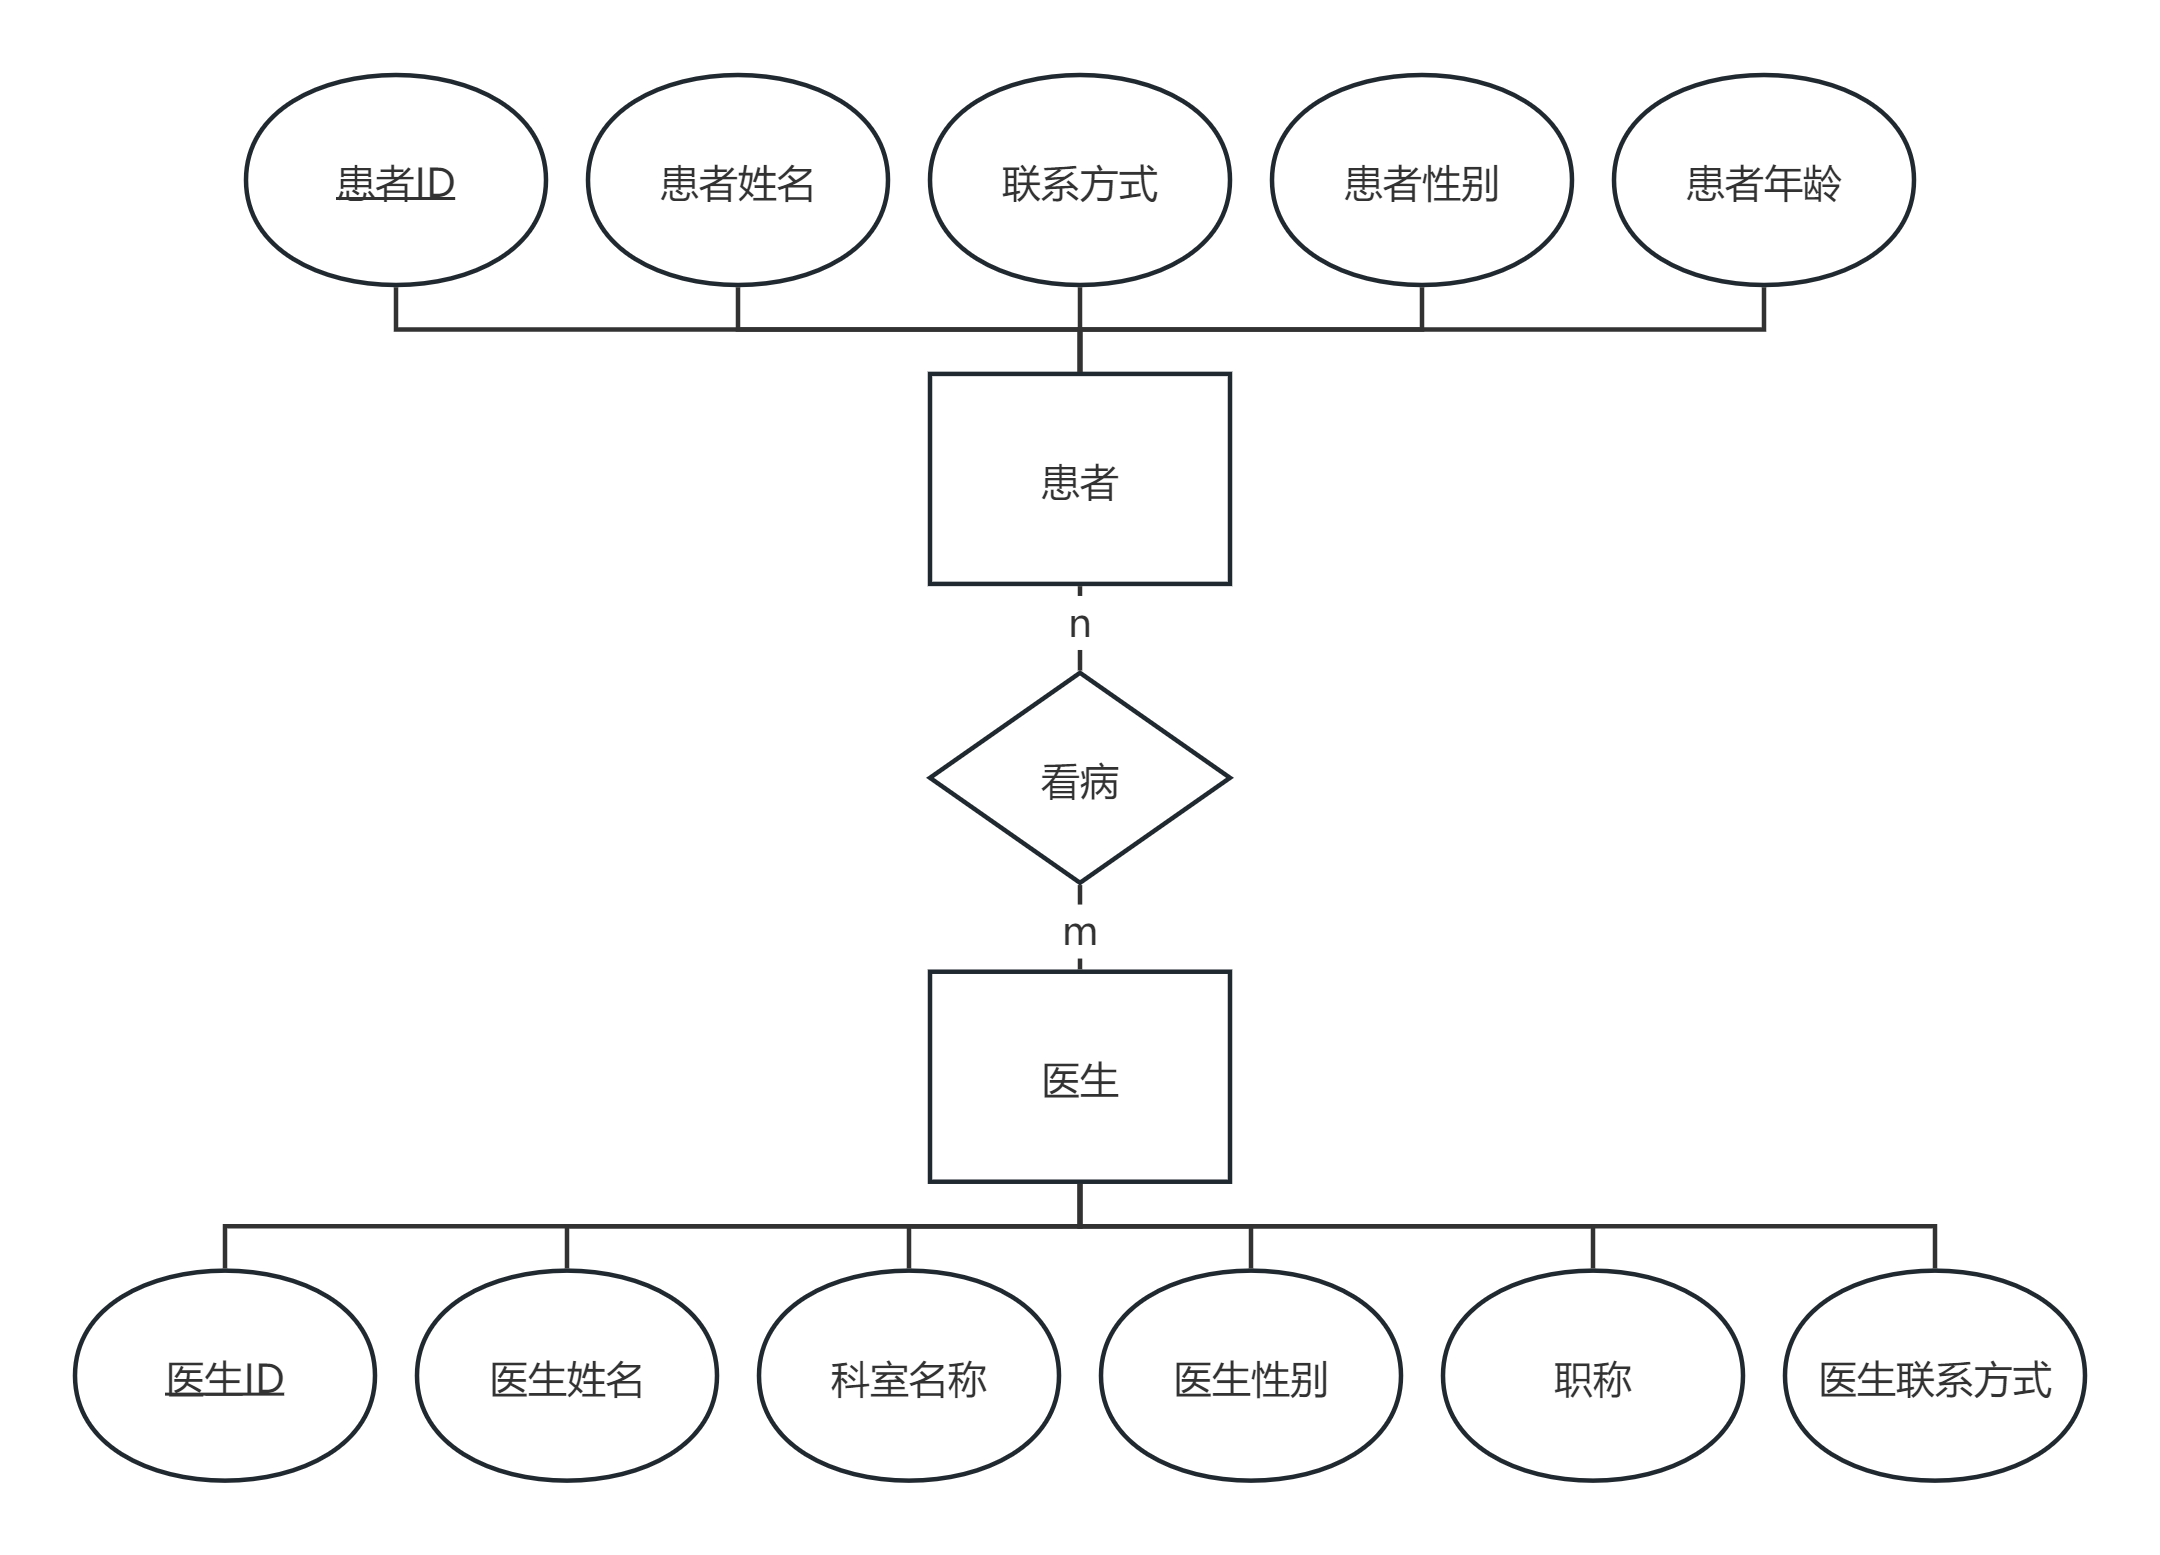 患者ID
患者姓名
联系方式
患者性别
患者年龄
患者
n
看病
m
医生
医生ID
医生姓名
科室名称
医生性别
职称
医生联系方式